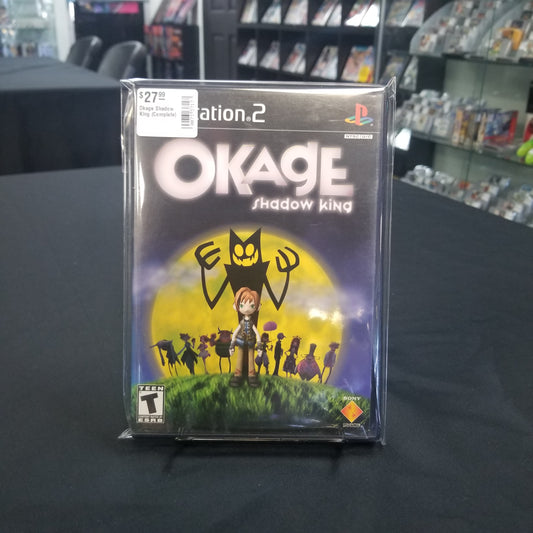 $27.99
Okage Shadow
King (Complete)
Station®2
OKAGE
shadow king
TEEN
T
ESRB
SONY